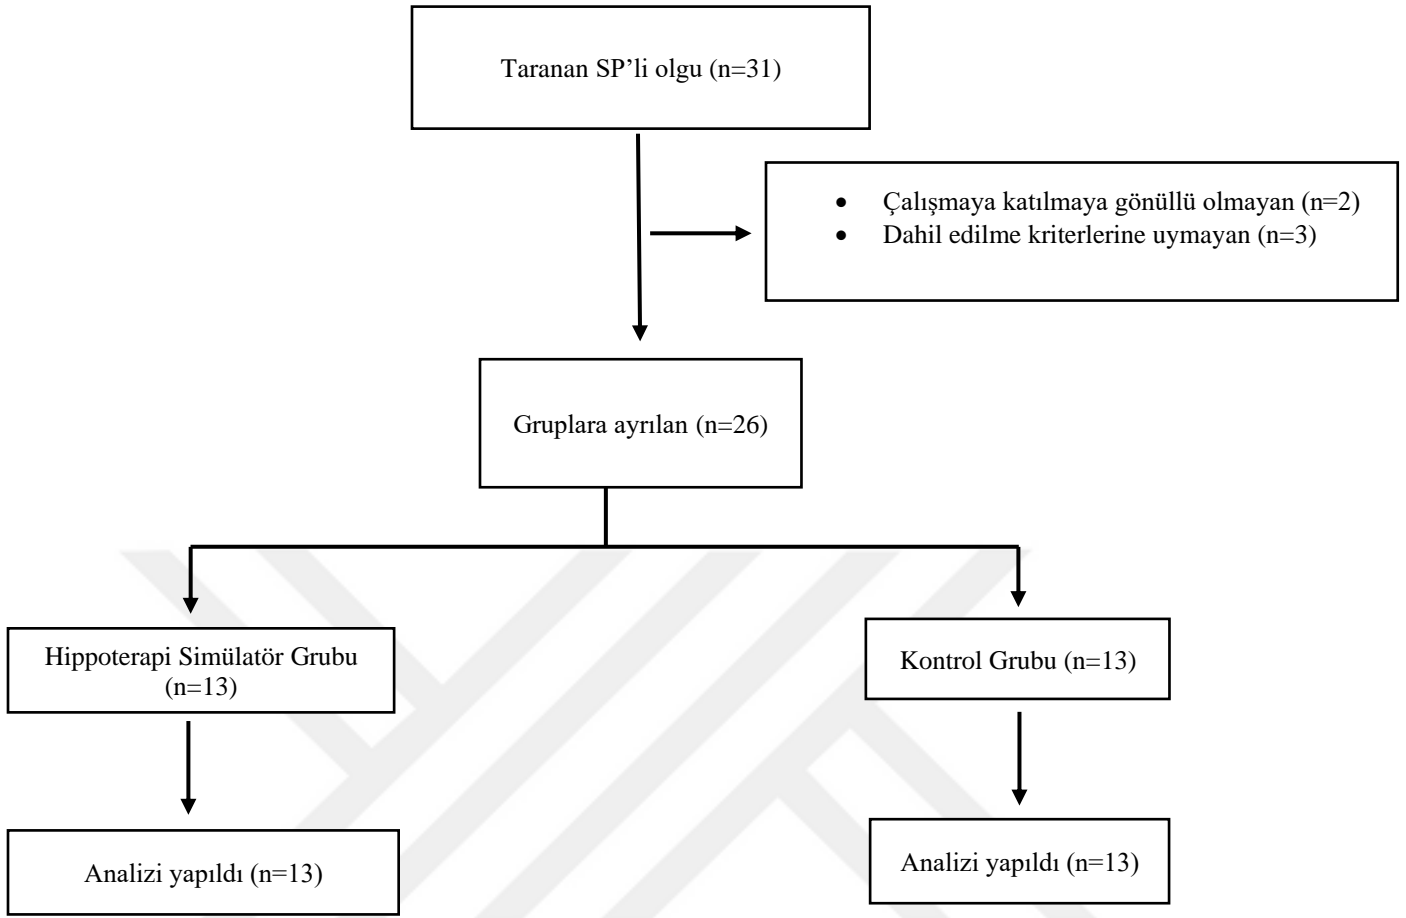 Taranan SP’li olgu (n=31)
• Çalışmaya katılmaya gönüllü olmayan (n=2)
• Dahil edilme kriterlerine uymayan (n=3)
Gruplara ayrılan (n=26)
Hippoterapi Simülatör Grubu
(n=13)
Kontrol Grubu (n=13)
Analizi yapıldı (n=13)
Analizi yapıldı (n=13)